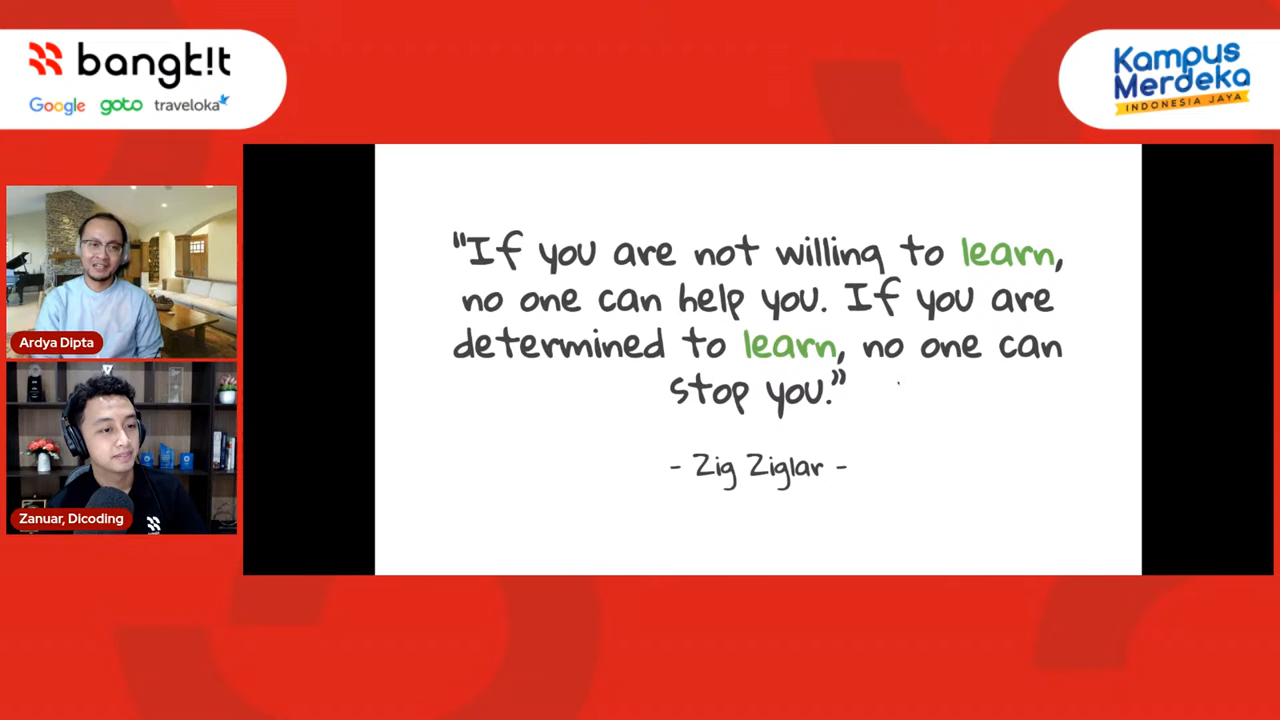 bangk!t
Google goto traveloka
Kampus
Merdeka
INDONESIA JAYA
Ardya Dipta
Zanuar, Dicoding
"If you are not willing to learn,
no one can help you. If you are
determined to learn, no one can
stop you."
- Zig Ziglar -